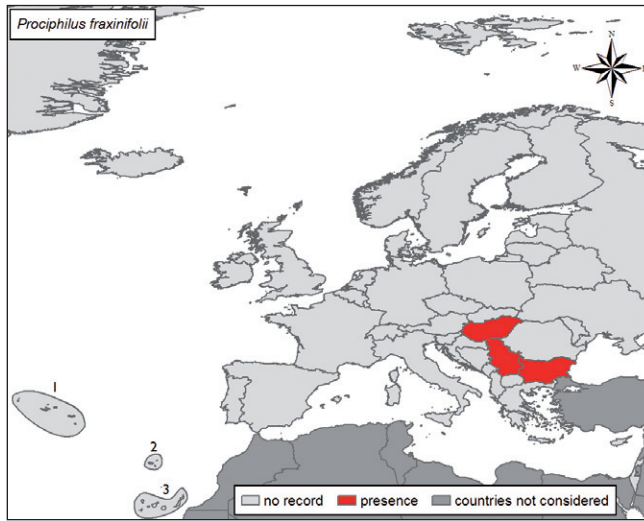 Prociphilus fraxinifolii
N
W E
S
1
2
3
no record presence countries not considered